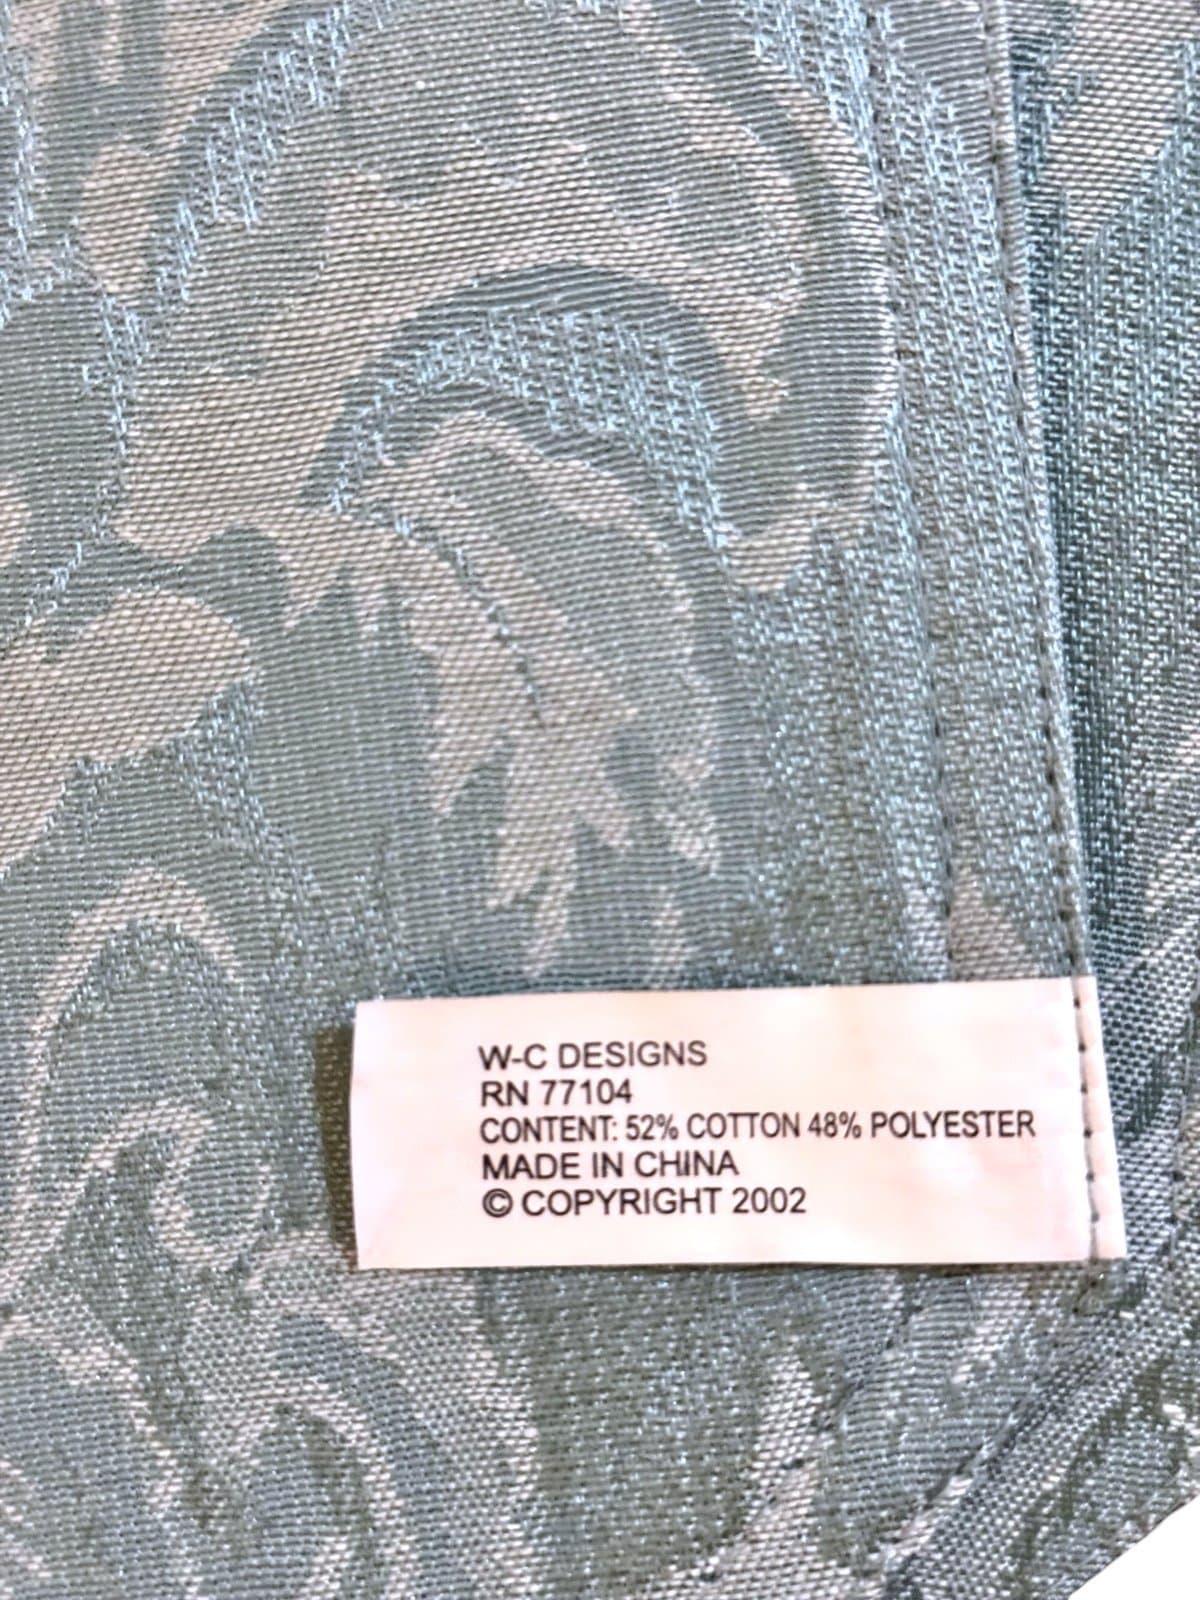 W-C DESIGNS
RN 77104
CONTENT: 52% COTTON 48% POLYESTER
MADE IN CHINA
© COPYRIGHT 2002